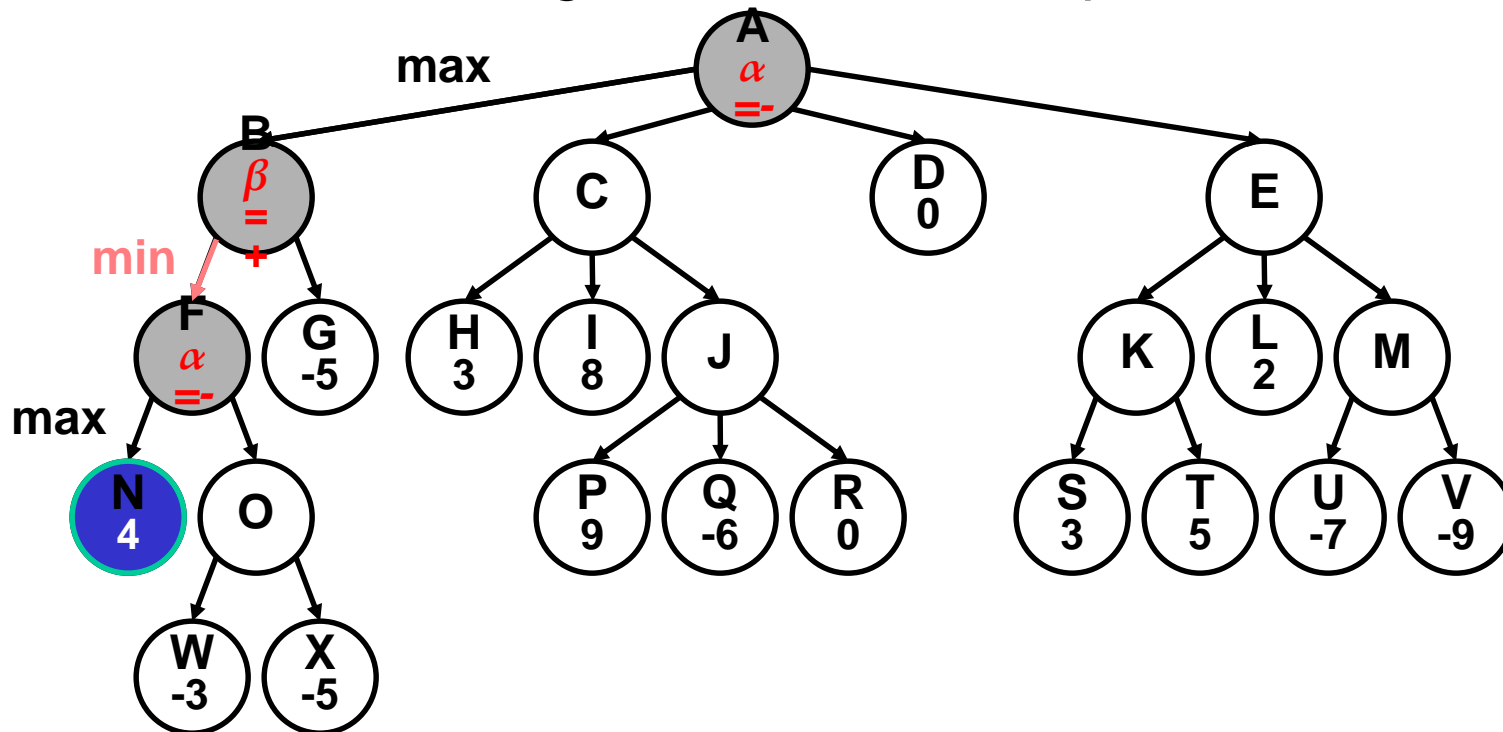 A
α
=-
max
B
β
=
+
C
D
0
E
min
F
α
=-
G
-5
H
3
I
8
J
K
L
2
M
max
N
4
O
P
9
Q
-6
R
0
S
3
T
5
U
-7
V
-9
W
-3
X
-5